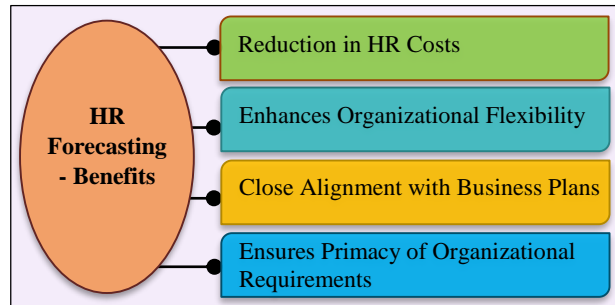 HR
Forecasting
- Benefits
Reduction in HR Costs
Enhances Organizational Flexibility
Close Alignment with Business Plans
Ensures Primacy of Organizational
Requirements